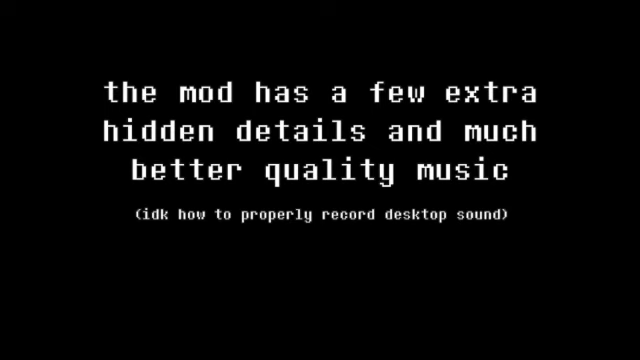 the mod has a few extra
hidden details and much
better quality music
(idk how to properly record desktop sound)